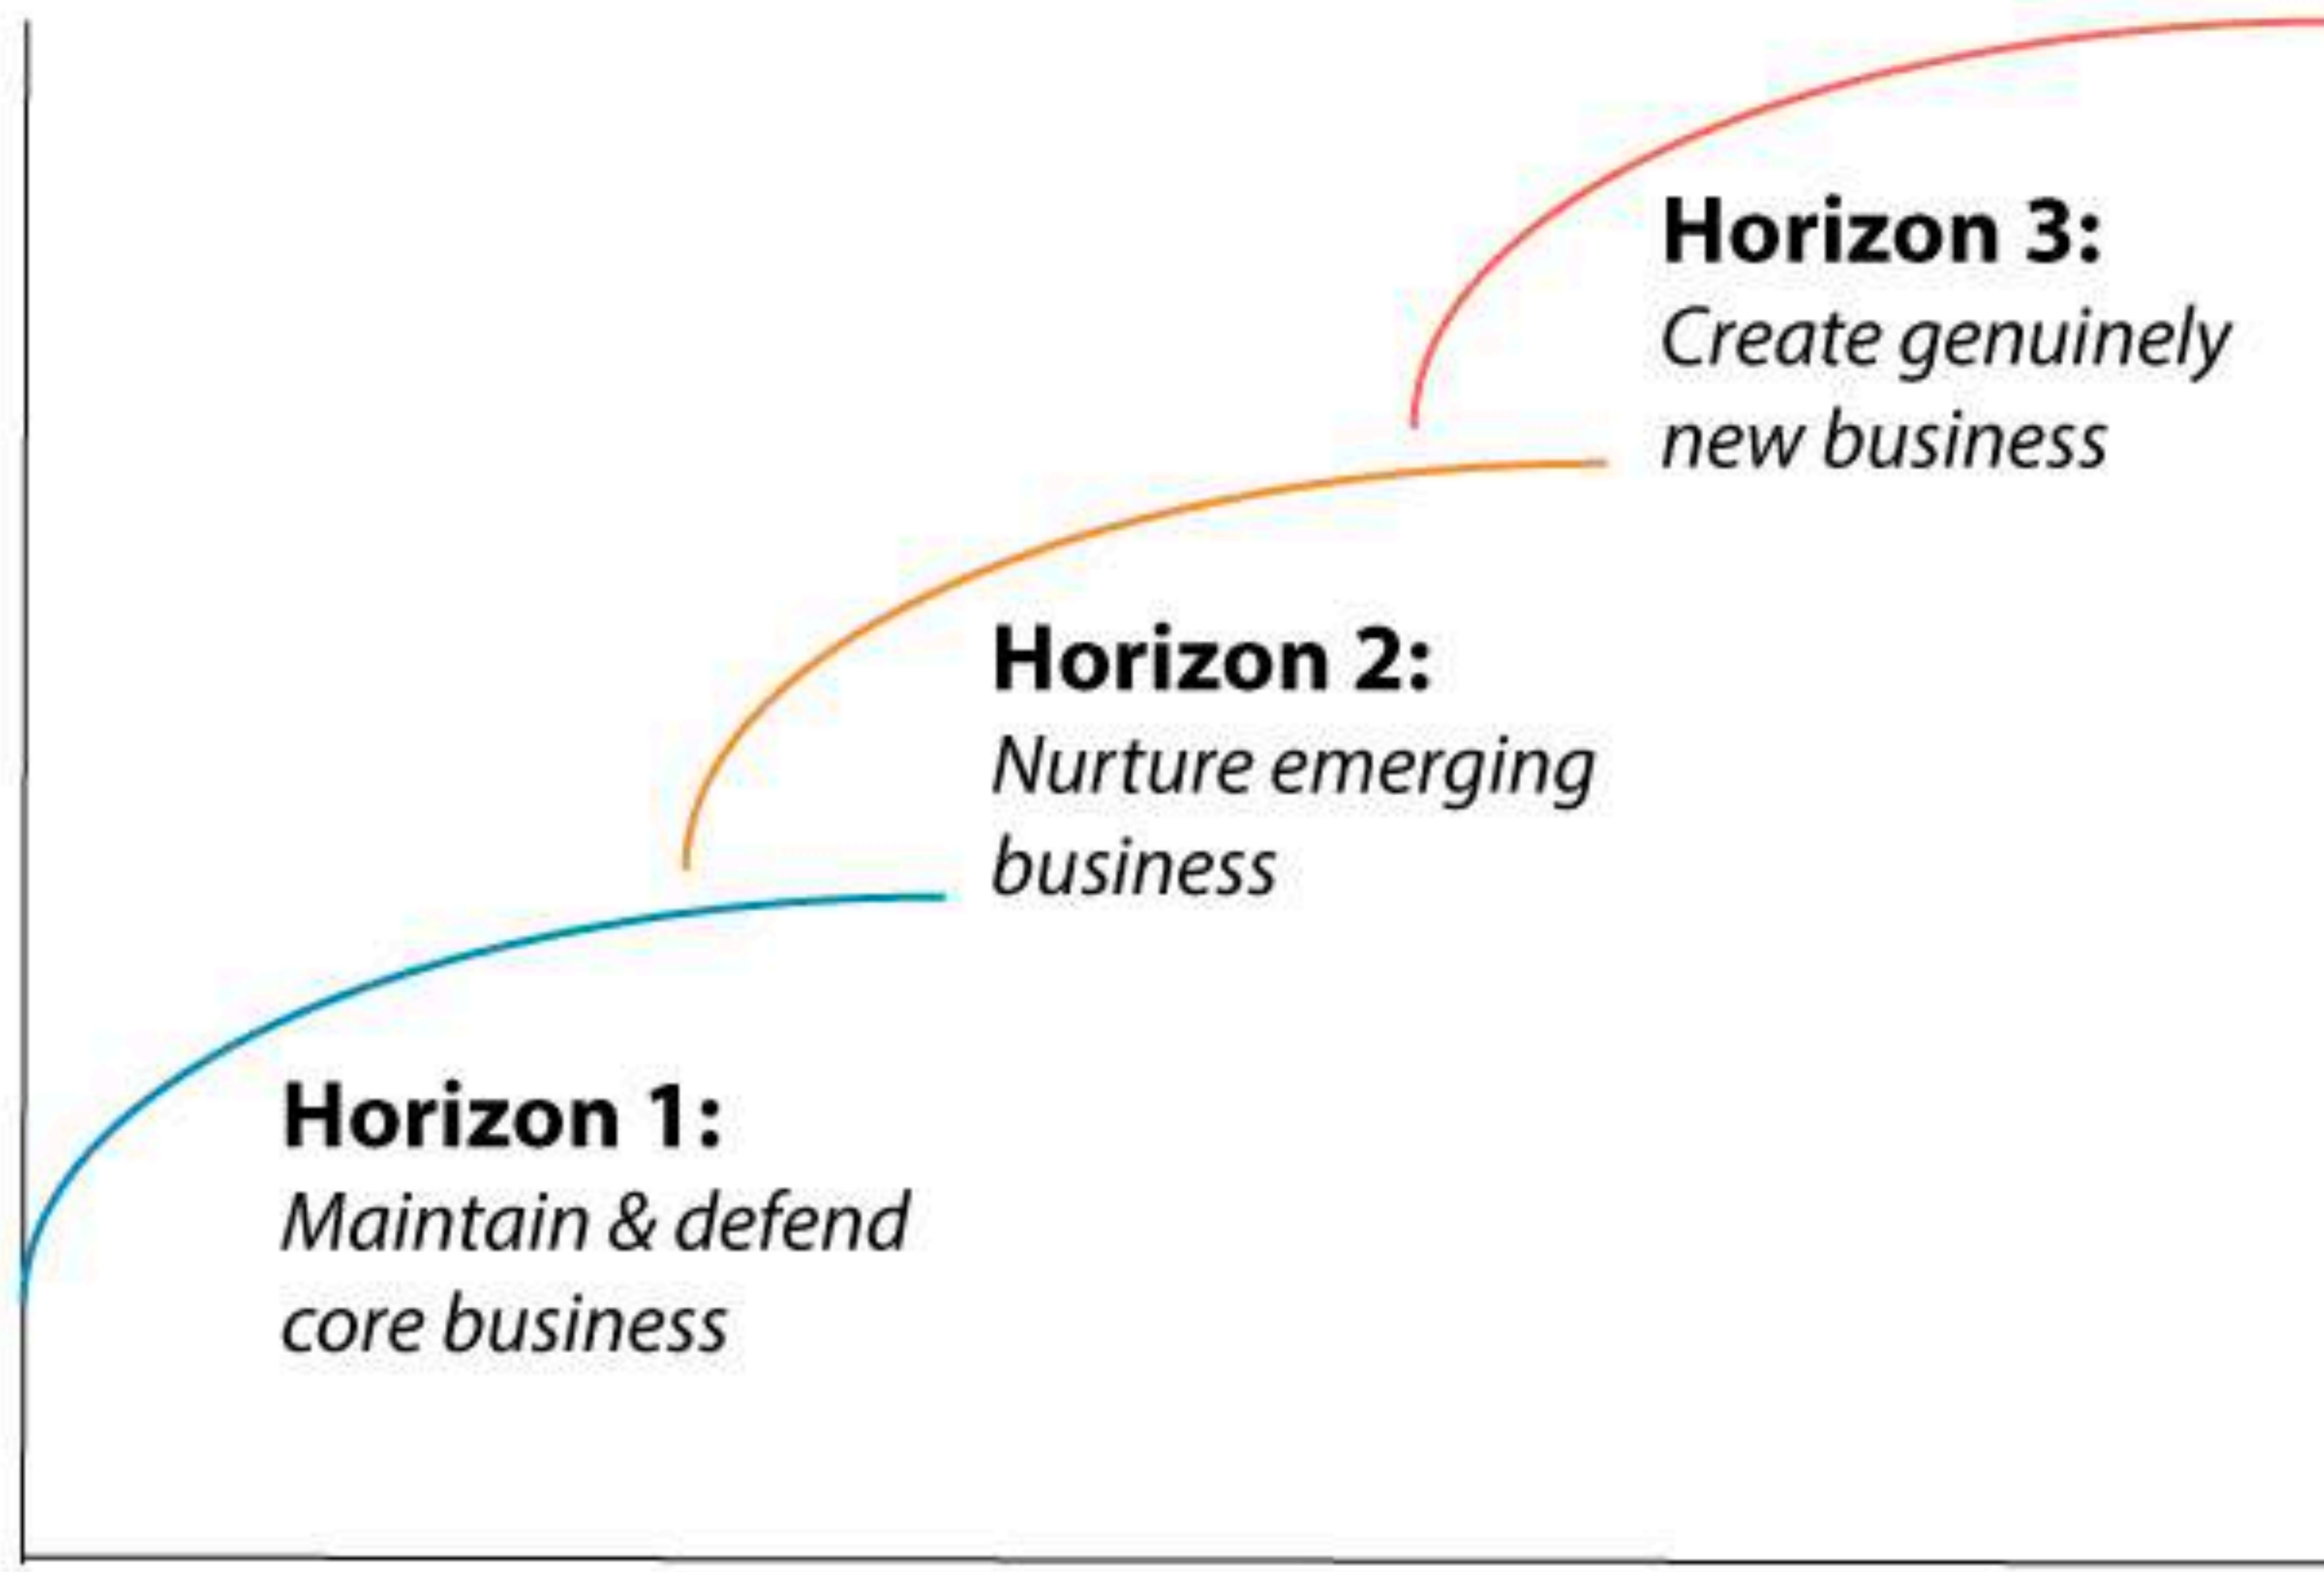 Horizon 3:
Create genuinely
new business
Horizon 2:
Nurture emerging
business
Horizon 1:
Maintain & defend
core business